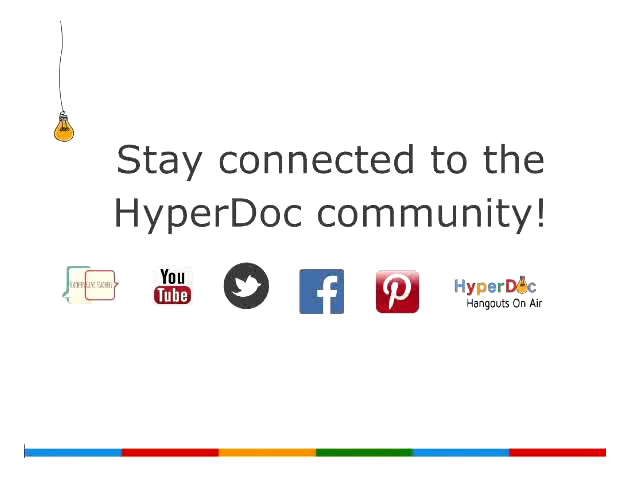 Stay connected to the
HyperDoc community!
You
Tube
HyperDoc
Hangouts On Air